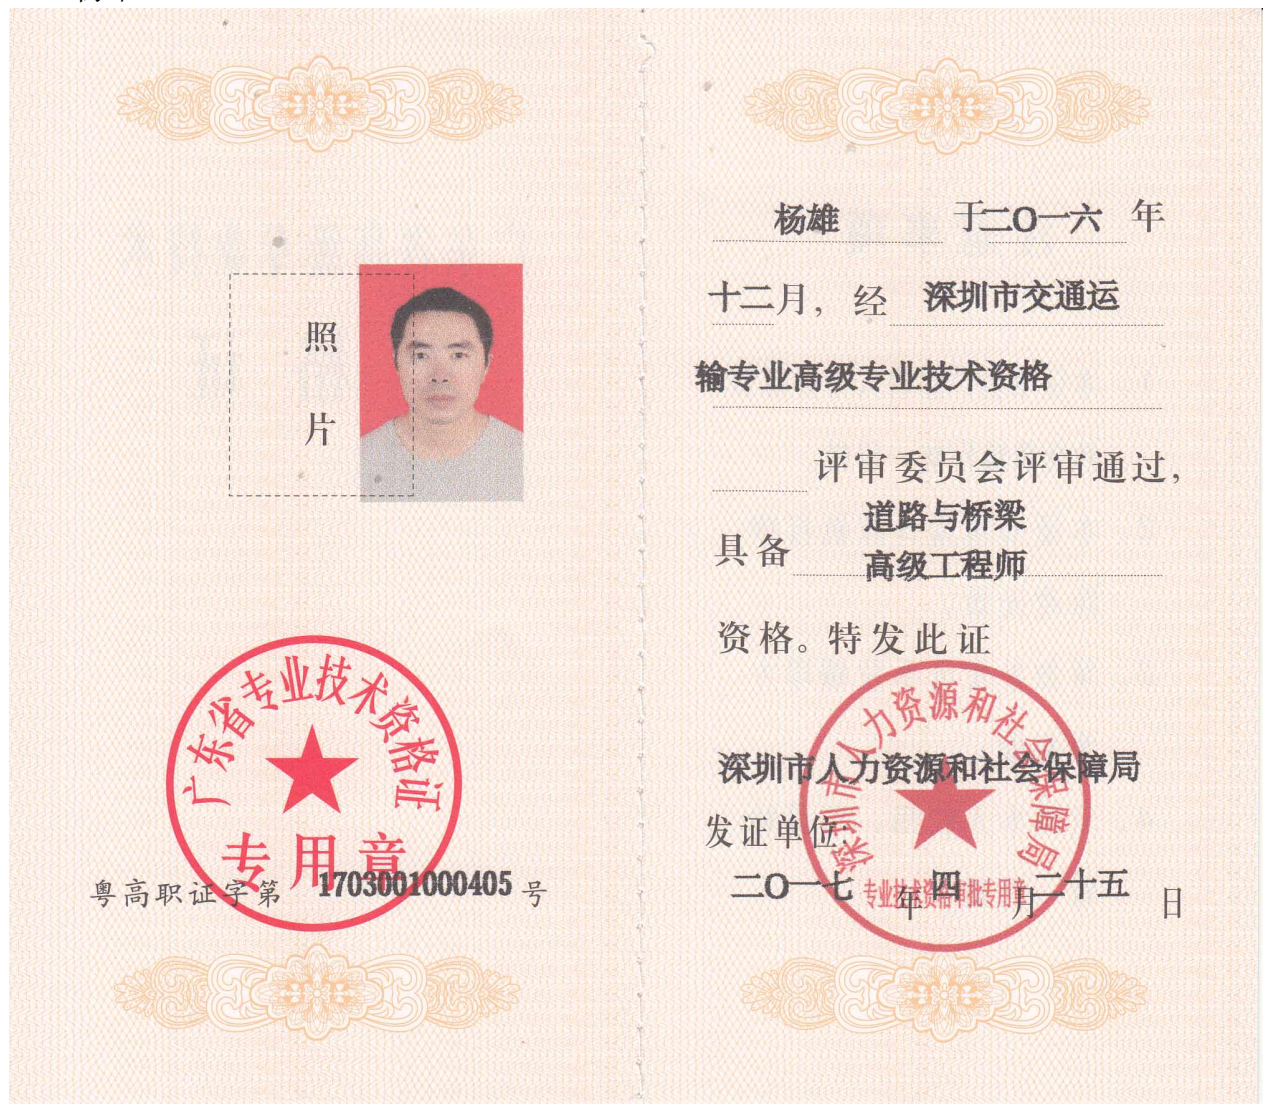 照
片
广东省专业技术资格证
专用章
粤高职证字第 1703001000405 号
杨雄 于二〇一六 年
十二月，经 深圳市交通运
输专业高级专业技术资格
评审委员会评审通过，
道路与桥梁
具备 高级工程师
资格。特发此证
深圳市人力资源和社会保障局
深圳市人力资源和社会保障局
发证单位：
二〇一七 年 四 月 二十五 日
专业技术资格审批专用章